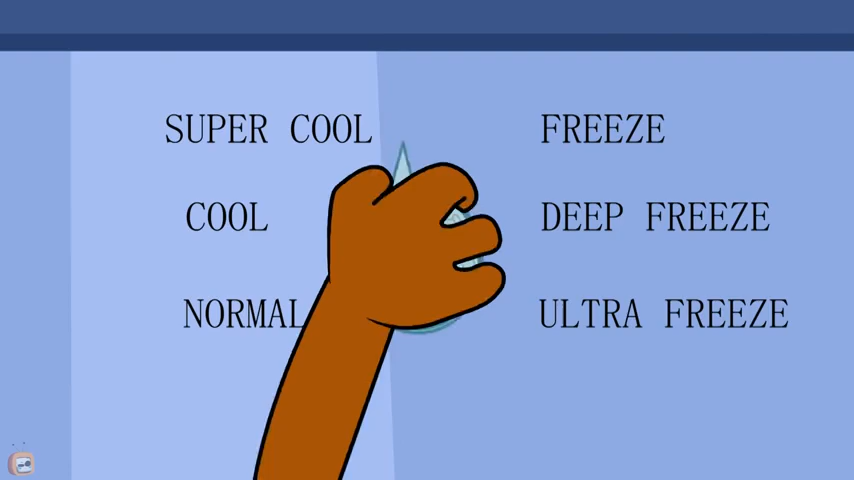 SUPER COOL
COOL
NORMAL
FREEZE
DEEP FREEZE
ULTRA FREEZE